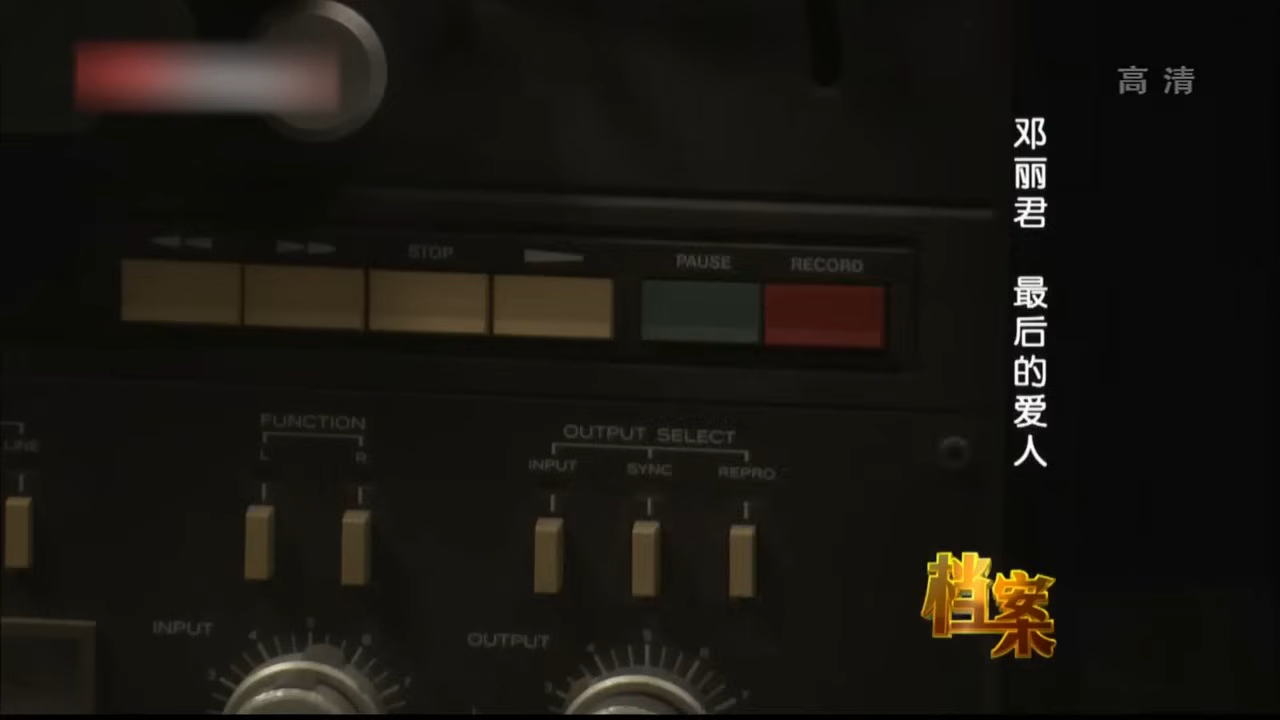 高清
邓丽君 最后的爱人
STOP
PAUSE
RECORD
LINE
FUNCTION
L R
OUTPUT SELECT
INPUT SYNC REPRO
INPUT
OUTPUT
档案